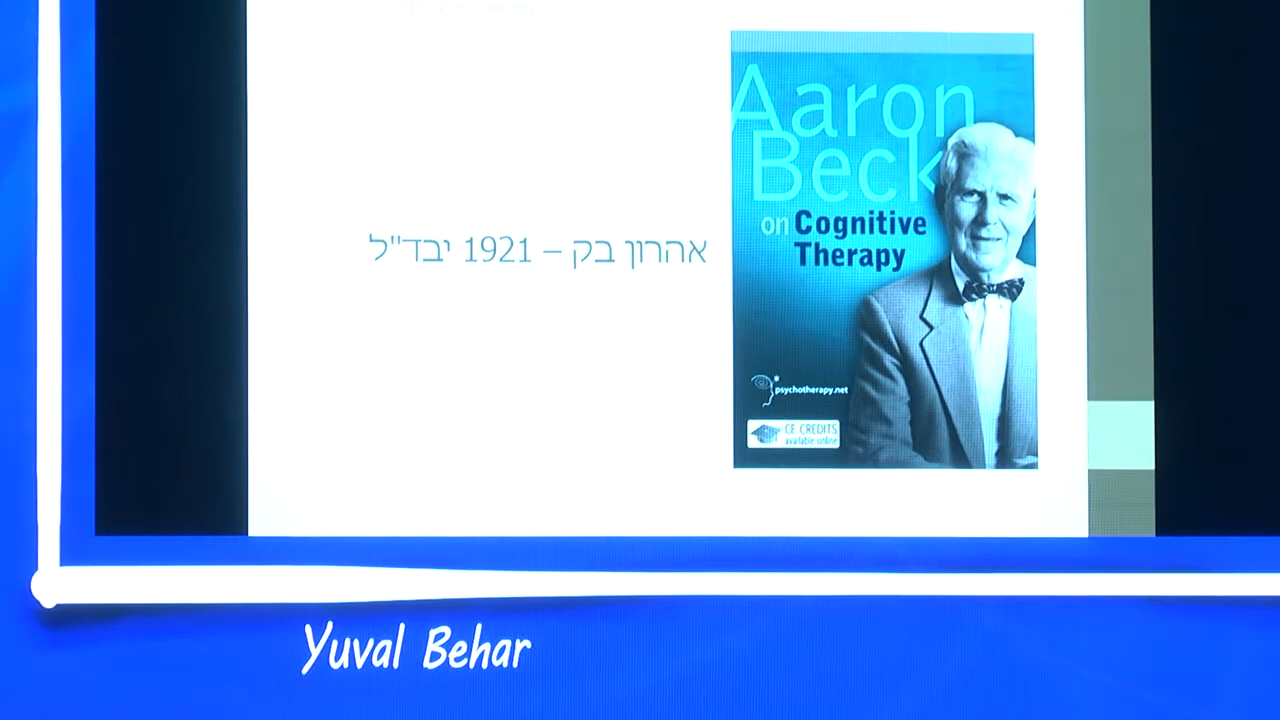 אהרון בק – 1921 יבד"ל
Aaron
Beck
on Cognitive
Therapy
psychotherapy.net
CE CREDITS
available online
Yuval Behar